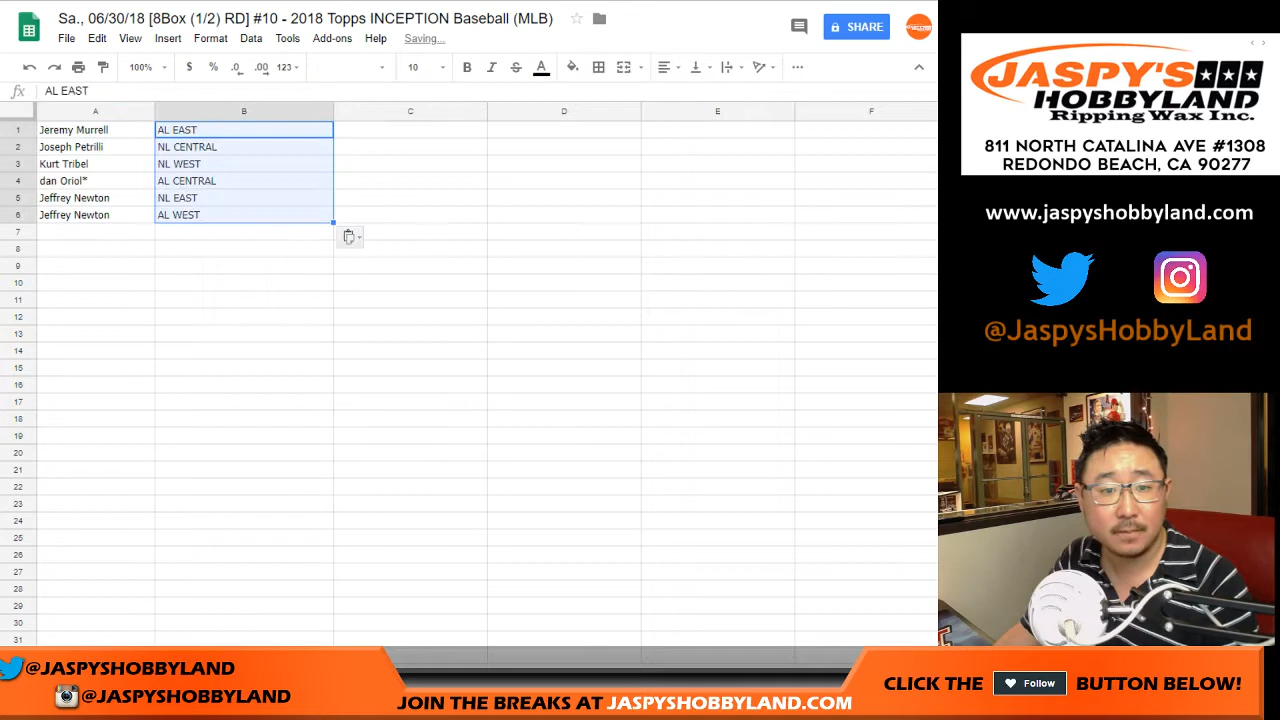 Sa., 06/30/18 [8Box (1/2) RD] #10 - 2018 Topps INCEPTION Baseball (MLB)
File Edit View Insert Format Data Tools Add-ons Help Saving...
SHARE
100% $ % .0 .00 123 10 B I S A
fx AL EAST
A B C D E F
1 Jeremy Murrell AL EAST
2 Joseph Petrilli NL CENTRAL
3 Kurt Tribel NL WEST
4 dan Oriol* AL CENTRAL
5 Jeffrey Newton NL EAST
6 Jeffrey Newton AL WEST
7
8
9
10
11
12
13
14
15
16
17
18
19
20
21
22
23
24
25
26
27
28
29
30
31
JASPY'S
HOBBYLAND
Ripping Wax Inc.
811 NORTH CATALINA AVE #1308
REDONDO BEACH, CA 90277
www.jaspyshobbyland.com
@JaspysHobbyLand
@JASPYSHOBBYLAND
@JASPYSHOBBYLAND
JOIN THE BREAKS AT JASPYSHOBBYLAND.COM
CLICK THE Follow BUTTON BELOW!